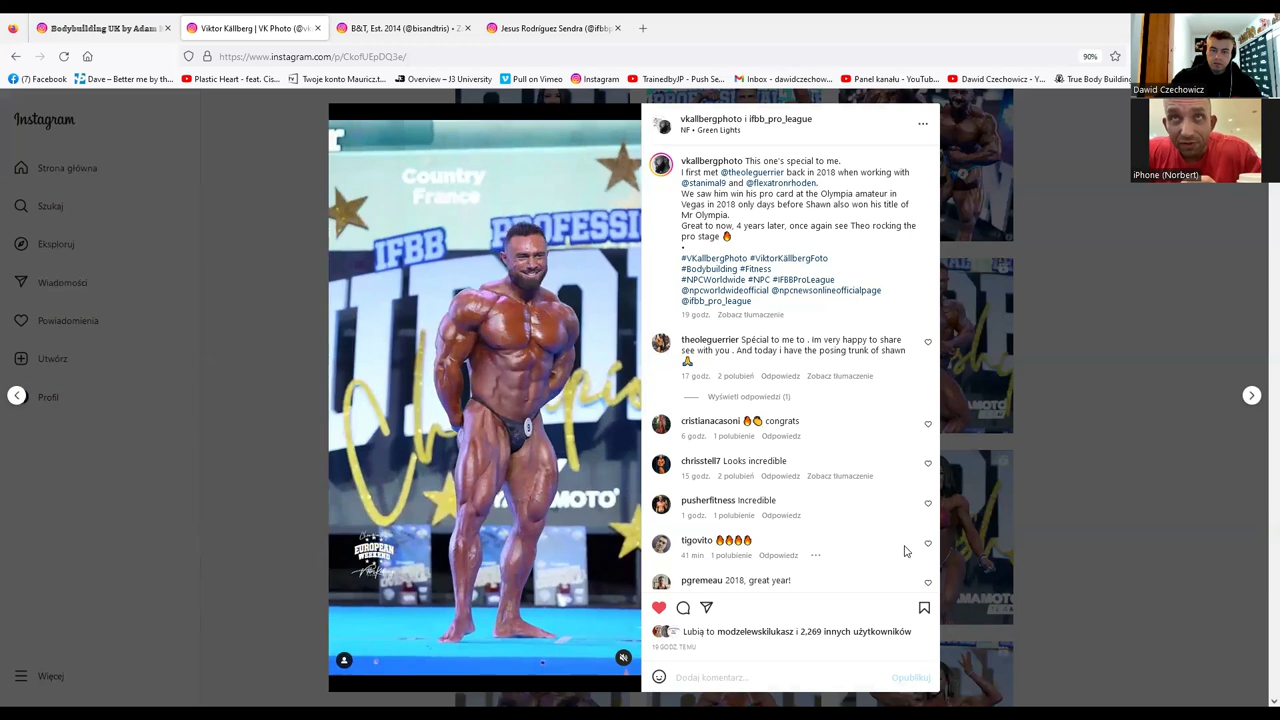 Bodybuilding UK by Adam
Viktor Källberg | VK Photo (@vk
B&T, Est. 2014 (@bisandtris) • Z
Jesus Rodríguez Sendra (@ifbb
https://www.instagram.com/p/CkofUEpDQ3e/
90%
(7) Facebook
Dave – Better me by th
Plastic Heart - feat. Cis
Twoje konto Mauricz.t
Overview – J3 University
Pull on Vimeo
Instagram
TrainedbyJP - Push Se
Inbox - dawidczechow
Panel kanału - YouTub
Dawid Czechowicz - Yo
True Body Building
Dawid Czechowicz
iPhone (Norbert)
Instagram
Strona główna
Szukaj
Eksploruj
Wiadomości
Powiadomienia
Utwórz
Profil
Więcej
Country
France
IFBB
PROFESSIO
YAMAMOTO
EUROPEAN
WEEKEND
vkallbergphoto i ifbb_pro_league
NF • Green Lights
vkallbergphoto This one's special to me.
I first met @theoleguerrier back in 2018 when working with
@stanimal9 and @flexatronrhoden.
We saw him win his pro card at the Olympia amateur in
Vegas in 2018 only days before Shawn also won his title of
Mr Olympia.
Great to now, 4 years later, once again see Theo rocking the
pro stage 🔥
•
#VKallbergPhoto #ViktorKällbergFoto
#Bodybuilding #Fitness
#NPCWorldwide #NPC #IFBBProLeague
@npcworldwideofficial @npcnewsonlineofficialpage
@ifbb_pro_league
19 godz. Zobacz tłumaczenie
theoleguerrier Spécial to me to . Im very happy to share
see with you . And today i have the posing trunk of shawn
🙏
17 godz. 2 polubień Odpowiedz Zobacz tłumaczenie
Wyświetl odpowiedzi (1)
cristianacasoni 🔥👏 congrats
6 godz. 1 polubienie Odpowiedz
chrisstell7 Looks incredible
15 godz. 2 polubień Odpowiedz Zobacz tłumaczenie
pusherfitness Incredible
1 godz. 1 polubienie Odpowiedz
tigovito 🔥🔥🔥🔥
41 min 1 polubienie Odpowiedz
pgremeau 2018, great year!
Lubią to modzelewskilukasz i 2,269 innych użytkowników
19 GODZ. TEMU
Dodaj komentarz...
Opublikuj